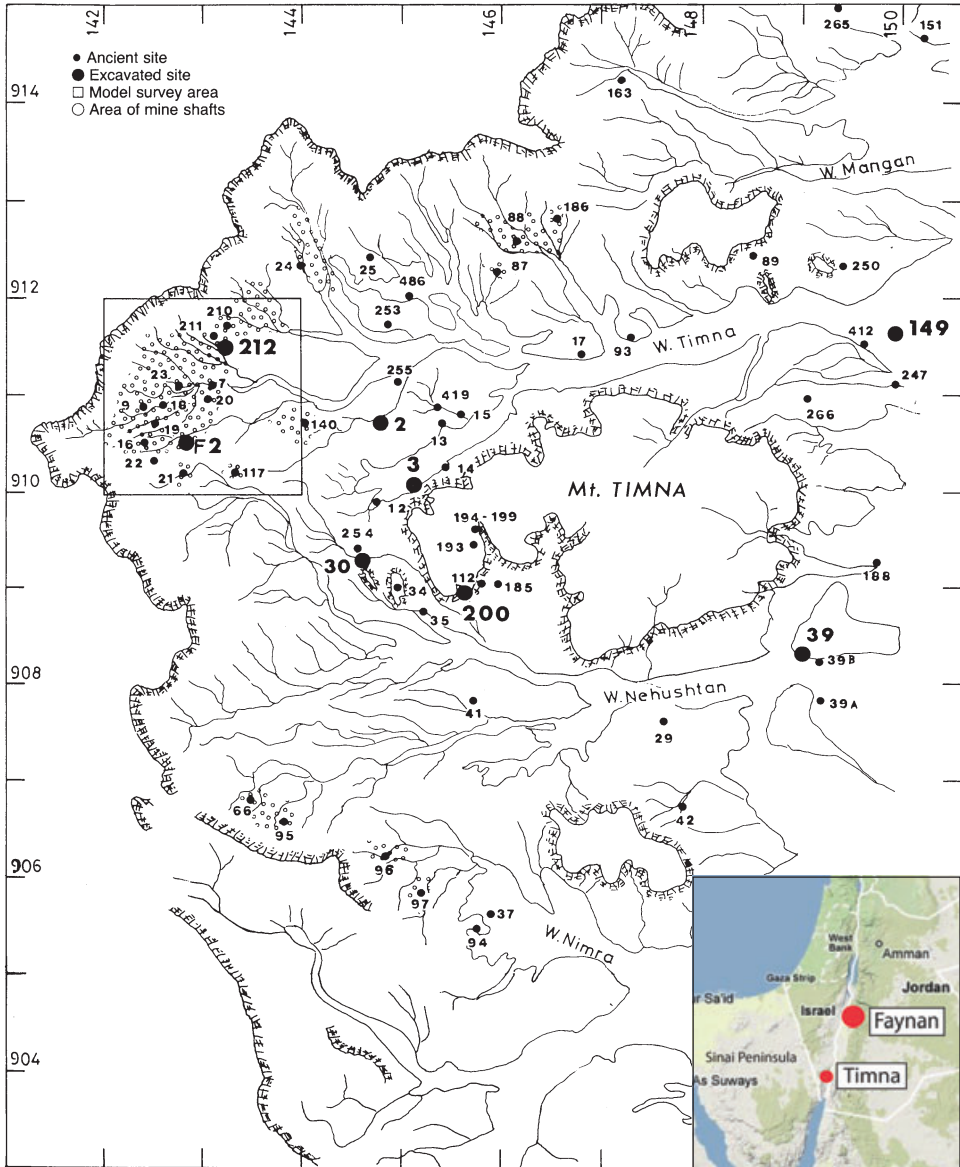 142 144 146 148 150
265
151
Ancient site
Excavated site
Model survey area
Area of mine shafts
914
163
W. Mangan
186
88
24
25
87
89
250
486
912
253
210
211
212
17
93
W. Timna
412
149
247
255
23
7
9
18
20
419
15
266
19
140
2
13
16
F2
22
21
117
14
3
910
12
Mt. TIMNA
194-199
193
254
30
34
112
185
188
200
35
39
39B
908
W. Nehushtan
41
39A
29
66
95
42
96
906
97
37
94
W. Nimra
904
West
Bank
Amman
Gaza Strip
Jordan
ur Sa'id
Israel
Faynan
Sinai Peninsula
As Suways
Timna